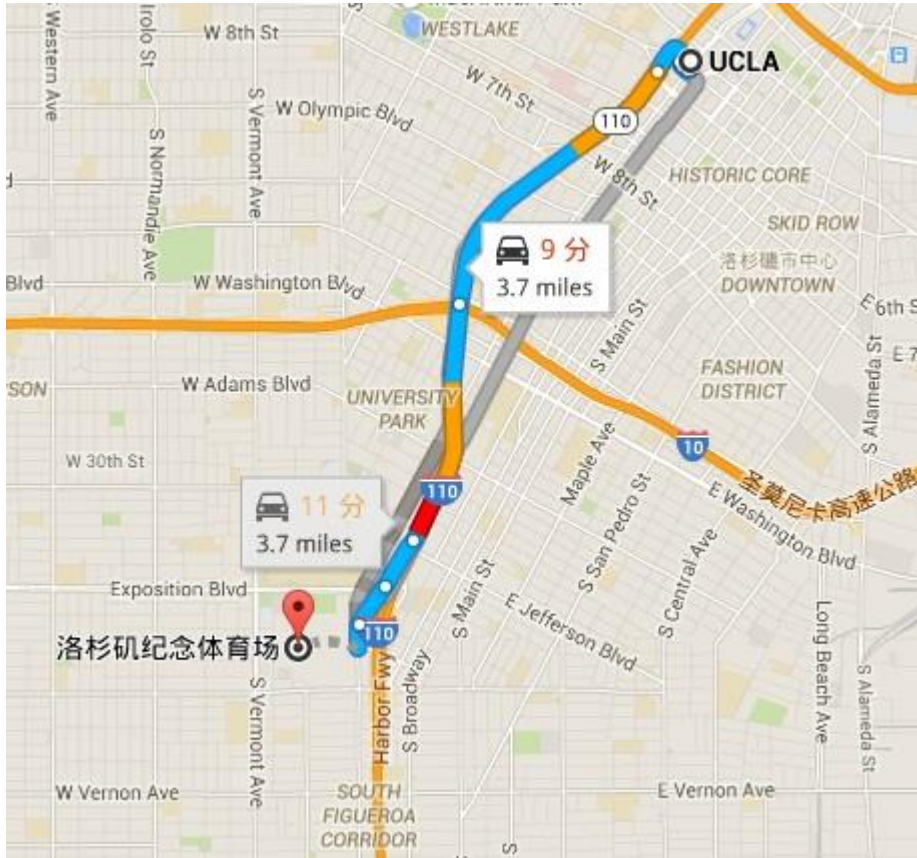 W 8th St
WESTLAKE
S Western Ave
Irolo St
S Vermont Ave
S Normandie Ave
W Olympic Blvd
W 7th St
UCLA
110
W 8th St
HISTORIC CORE
SKID ROW
9 分
3.7 miles
洛杉磯市中心
DOWNTOWN
Blvd
W Washington Blvd
E 6th S
E 7
S Main St
FASHION
DISTRICT
S Alameda St
SON
W Adams Blvd
UNIVERSITY
PARK
W 30th St
10
Maple Ave
圣莫尼卡高速公路
110
E Washington Blvd
11 分
3.7 miles
S San Pedro St
S Central Ave
Exposition Blvd
S Main St
E Jefferson Blvd
110
洛杉矶纪念体育场
Long Beach Ave
S Alameda St
S Vermont Ave
Harbor Fwy
S Broadway
W Vernon Ave
E Vernon Ave
SOUTH
FIGUEROA
CORRIDOR
S